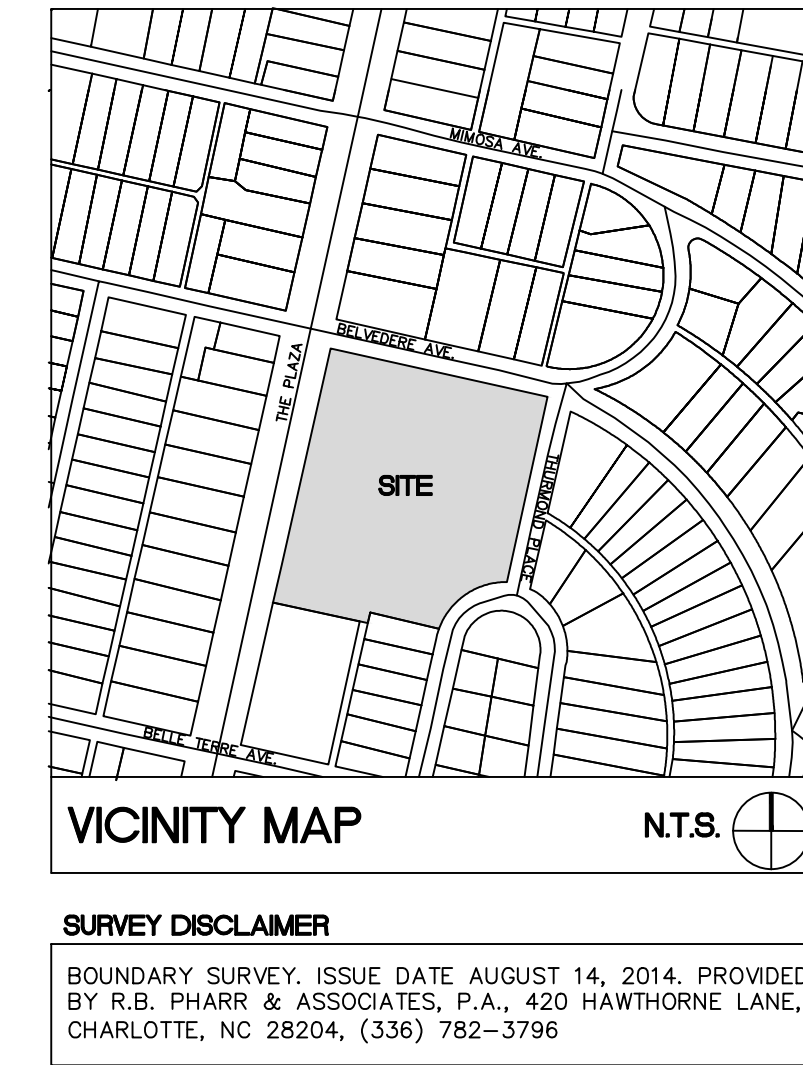 MIMOSA AVE.
BELVEDERE AVE.
THE PLAZA
SITE
THURMOND PLACE
BELLE TERRE AVE.
VICINITY MAP
N.T.S.
SURVEY DISCLAIMER
BOUNDARY SURVEY. ISSUE DATE AUGUST 14, 2014. PROVIDED
BY R.B. PHARR & ASSOCIATES, P.A., 420 HAWTHORNE LANE,
CHARLOTTE, NC 28204, (336) 782-3796